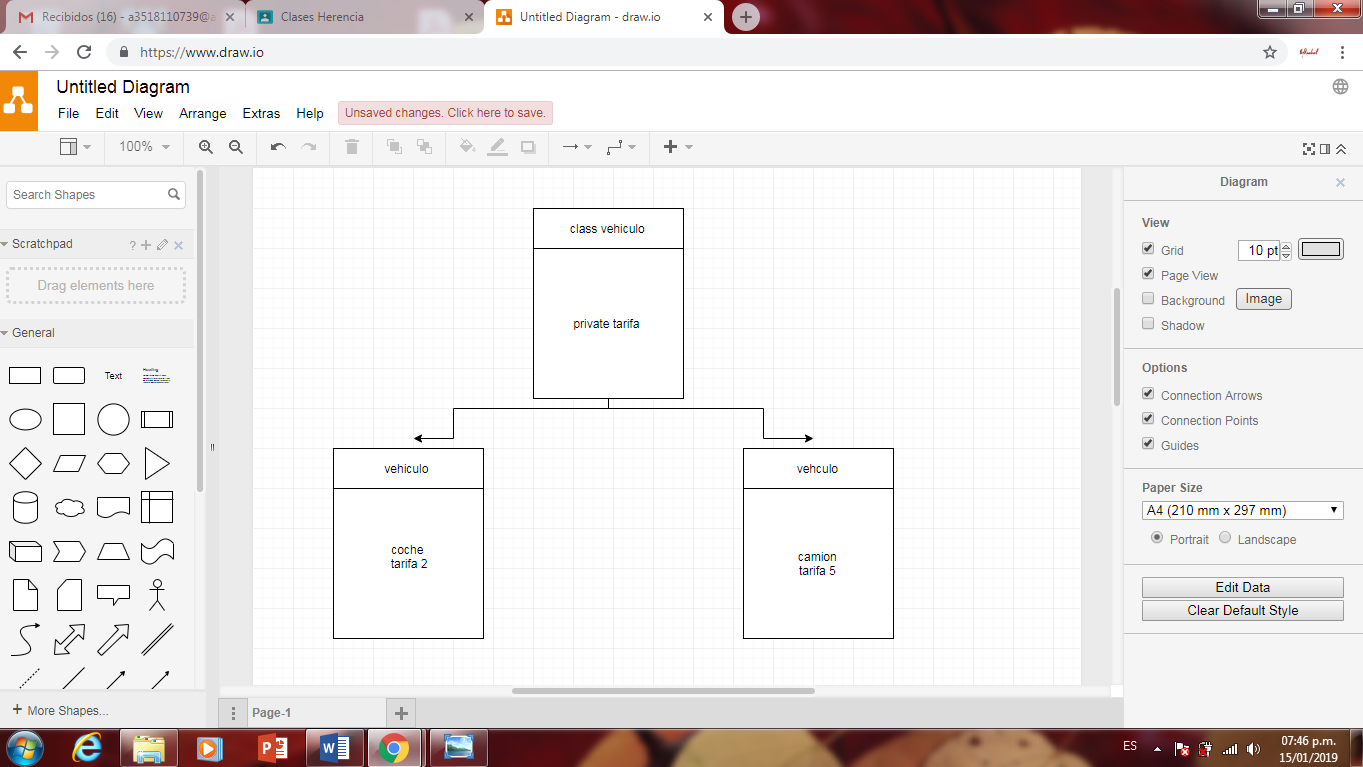 Recibidos (16) - a3518110739@a
Clases Herencia
Untitled Diagram - draw.io
https://www.draw.io
Untitled Diagram
File Edit View Arrange Extras Help Unsaved changes. Click here to save.
100%
Search Shapes
Scratchpad
?
Drag elements here
General
Text
Heading
More Shapes...
class vehiculo
private tarifa
vehiculo
coche
tarifa 2
vehculo
camion
tarifa 5
Page-1
Diagram
View
Grid 10 pt
Page View
Background Image
Shadow
Options
Connection Arrows
Connection Points
Guides
Paper Size
A4 (210 mm x 297 mm)
Portrait Landscape
Edit Data
Clear Default Style
ES
07:46 p.m.
15/01/2019